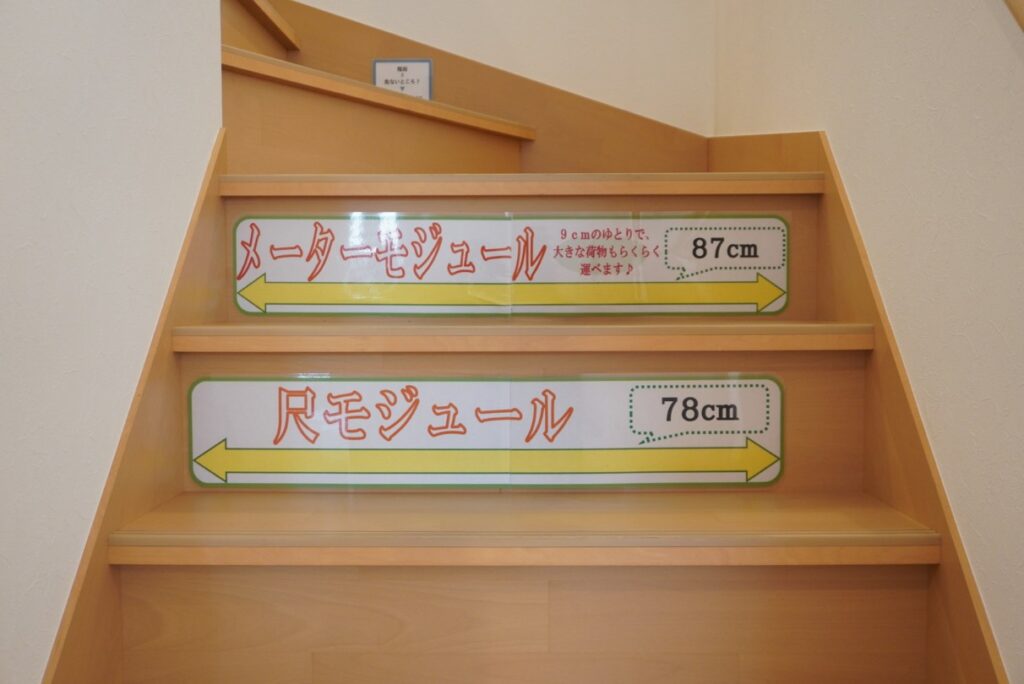 メーターモジュール
9cmのゆとりで、
大きな荷物もらくらく
運べます♪
87cm
尺モジュール
78cm